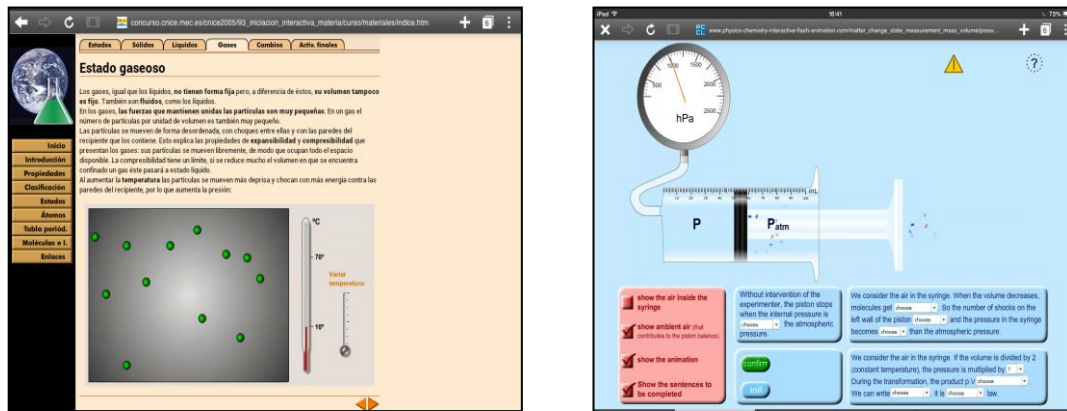 concurso.cnice.mec.es/cnice2005/93_iniciacion_interactiva_materia/curso/materiales/indice.htm
6
Estados Sólidos Líquidos Gases Cambios Activ. finales
Estado gaseoso
Los gases, igual que los líquidos, no tienen forma fija pero, a diferencia de éstos, su volumen tampoco
es fijo. También son fluidos, como los líquidos.
En los gases, las fuerzas que mantienen unidas las partículas son muy pequeñas. En un gas el
número de partículas por unidad de volumen es también muy pequeño.
Las partículas se mueven de forma desordenada, con choques entre ellas y con las paredes del
recipiente que los contiene. Esto explica las propiedades de expansibilidad y compresibilidad que
presentan los gases: sus partículas se mueven libremente, de modo que ocupan todo el espacio
disponible. La compresibilidad tiene un límite, si se reduce mucho el volumen en que se encuentra
confinado un gas éste pasará a estado líquido.
Al aumentar la temperatura las partículas se mueven más deprisa y chocan con más energía contra las
paredes del recipiente, por lo que aumenta la presión:
Inicio
Introducción
Propiedades
Clasificación
Estados
Átomos
Tabla períod.
Moléculas e I.
Enlaces
ºC
70º
10º
Variar
temperatura:
iPad 16:41 73%
www.physics-chemistry-interactive-flash-animation.com/matter_change_state_measurement_mass_volume/press...
6
?
500 1000 1500 2000 2500
hPa
10 20 30 40 50 60 70 80 90 100 mL
P
Patm
show the air inside the
syringe
show ambient air (that
contributes to the piston balance)
show the animation
Show the sentences to
be completed
Without intervention of the
experimenter, the piston stops
when the internal pressure is
choose the atmospheric
pressure.
confirm
init
We consider the air in the syringe. When the volume decreases,
molecules get choose . So the number of shocks on the
left wall of the piston choose and the pressure in the syringe
becomes choose than the atmospheric pressure.
We consider the air in the syringe. If the volume is divided by 2
(constant temperature), the pressure is multiplied by ? .
During the transformation, the product p.V choose
We can write choose . It is choose law.